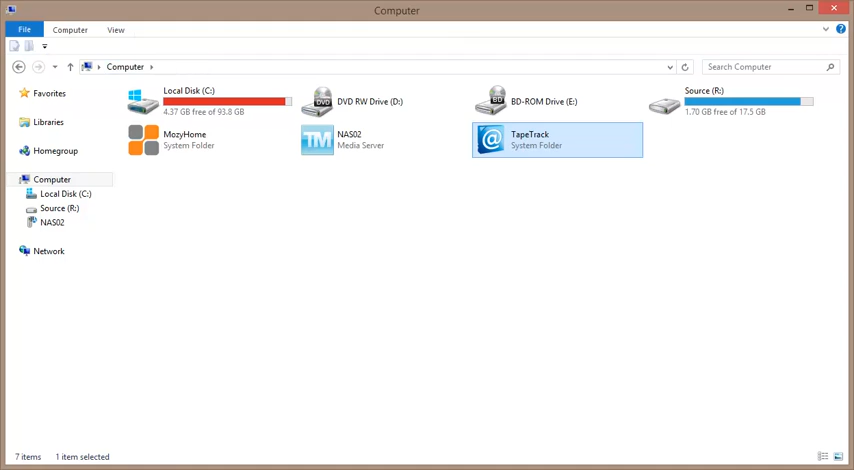 Computer
File Computer View
Computer
Search Computer
Favorites
Libraries
Homegroup
Computer
Local Disk (C:)
Source (R:)
NAS02
Network
Local Disk (C:)
4.37 GB free of 93.8 GB
DVD
DVD RW Drive (D:)
BD
BD-ROM Drive (E:)
Source (R:)
1.70 GB free of 17.5 GB
MozyHome
System Folder
TM
NAS02
Media Server
@
TapeTrack
System Folder
7 items 1 item selected